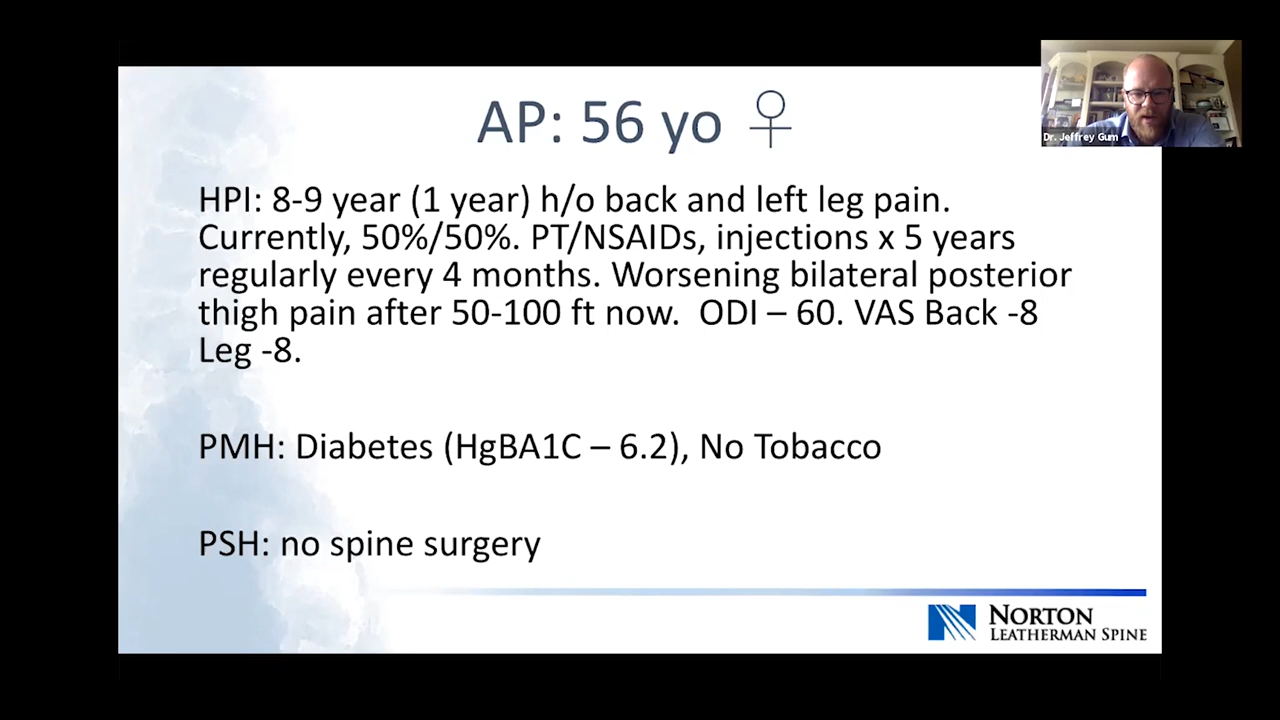 Dr. Jeffrey Gum
AP: 56 yo ♀
HPI: 8-9 year (1 year) h/o back and left leg pain.
Currently, 50%/50%. PT/NSAIDs, injections x 5 years
regularly every 4 months. Worsening bilateral posterior
thigh pain after 50-100 ft now.  ODI – 60. VAS Back -8
Leg -8.
PMH: Diabetes (HgBA1C – 6.2), No Tobacco
PSH: no spine surgery
NORTON
LEATHERMAN SPINE